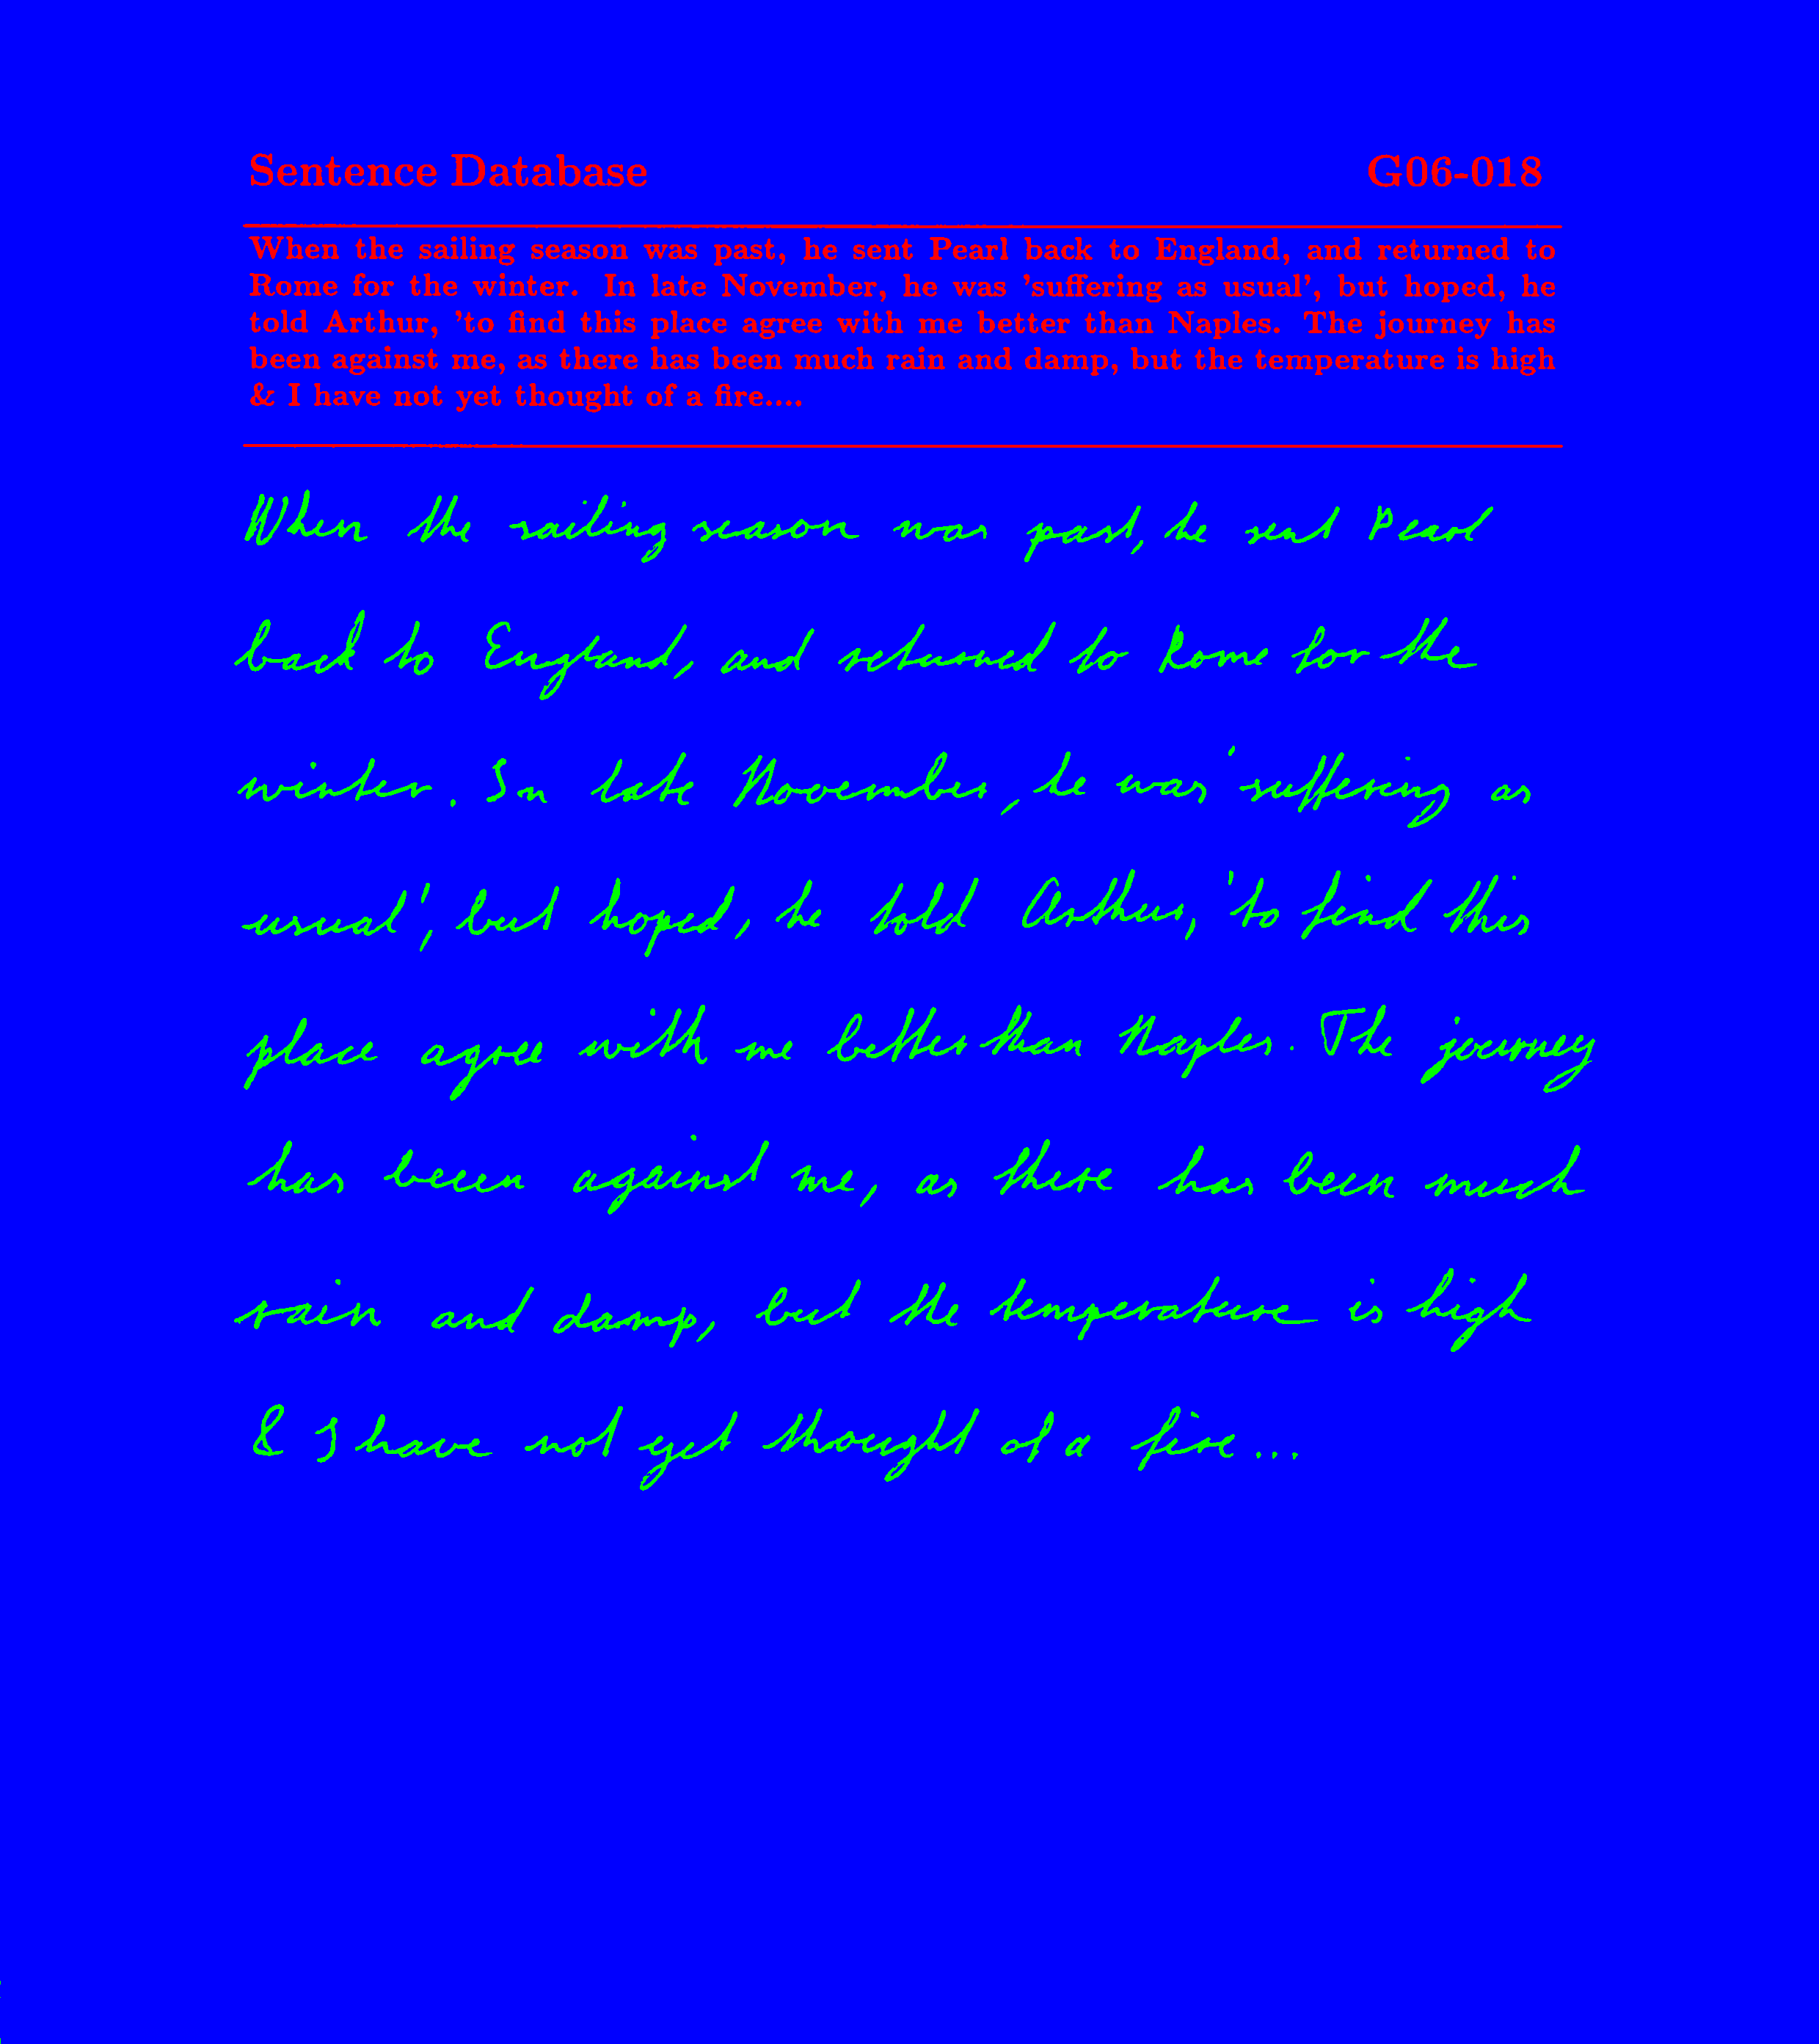 Sentence Database G06-018
When the sailing season was past, he sent Pearl back to England, and returned to
Rome for the winter. In late November, he was 'suffering as usual', but hoped, he
told Arthur, 'to find this place agree with me better than Naples. The journey has
been against me, as there has been much rain and damp, but the temperature is high
& I have not yet thought of a fire....
When the sailing season was past, he sent Pearl
back to England, and returned to Rome for the
winter. In late November, he was 'suffering as
usual', but hoped, he told Arthur, 'to find this
place agree with me better than Naples. The journey
has been against me, as there has been much
rain and damp, but the temperature is high
& I have not yet thought of a fire...